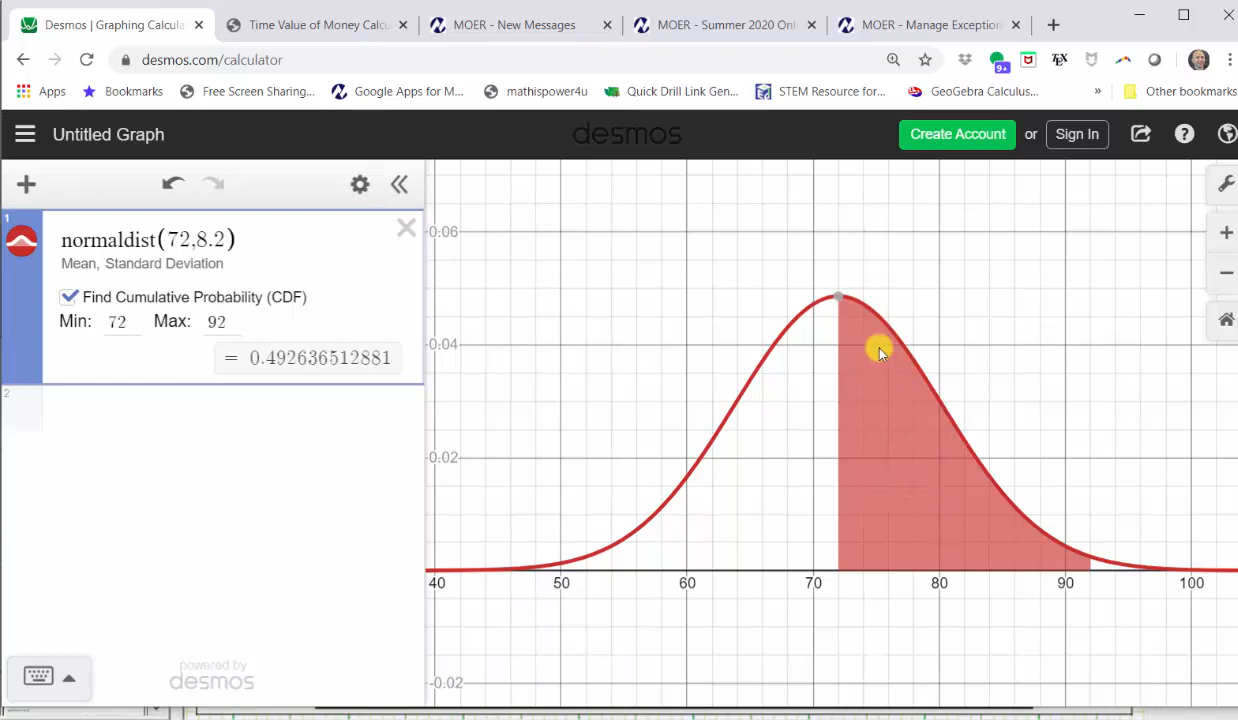 Desmos | Graphing Calcula
Time Value of Money Calcu
MOER - New Messages
MOER - Summer 2020 Onl
MOER - Manage Exception
desmos.com/calculator
9+
TEX
Apps
Bookmarks
Free Screen Sharing...
Google Apps for M...
mathispower4u
Quick Drill Link Gen...
STEM Resource for...
GeoGebra Calculus...
»
Other bookmarks
Untitled Graph
desmos
Create Account
or
Sign In
1
normaldist(72,8.2)
Mean, Standard Deviation
Find Cumulative Probability (CDF)
Min: 72 Max: 92
= 0.492636512881
2
0.06
0.04
0.02
40 50 60 70 80 90 100
-0.02
powered by
desmos